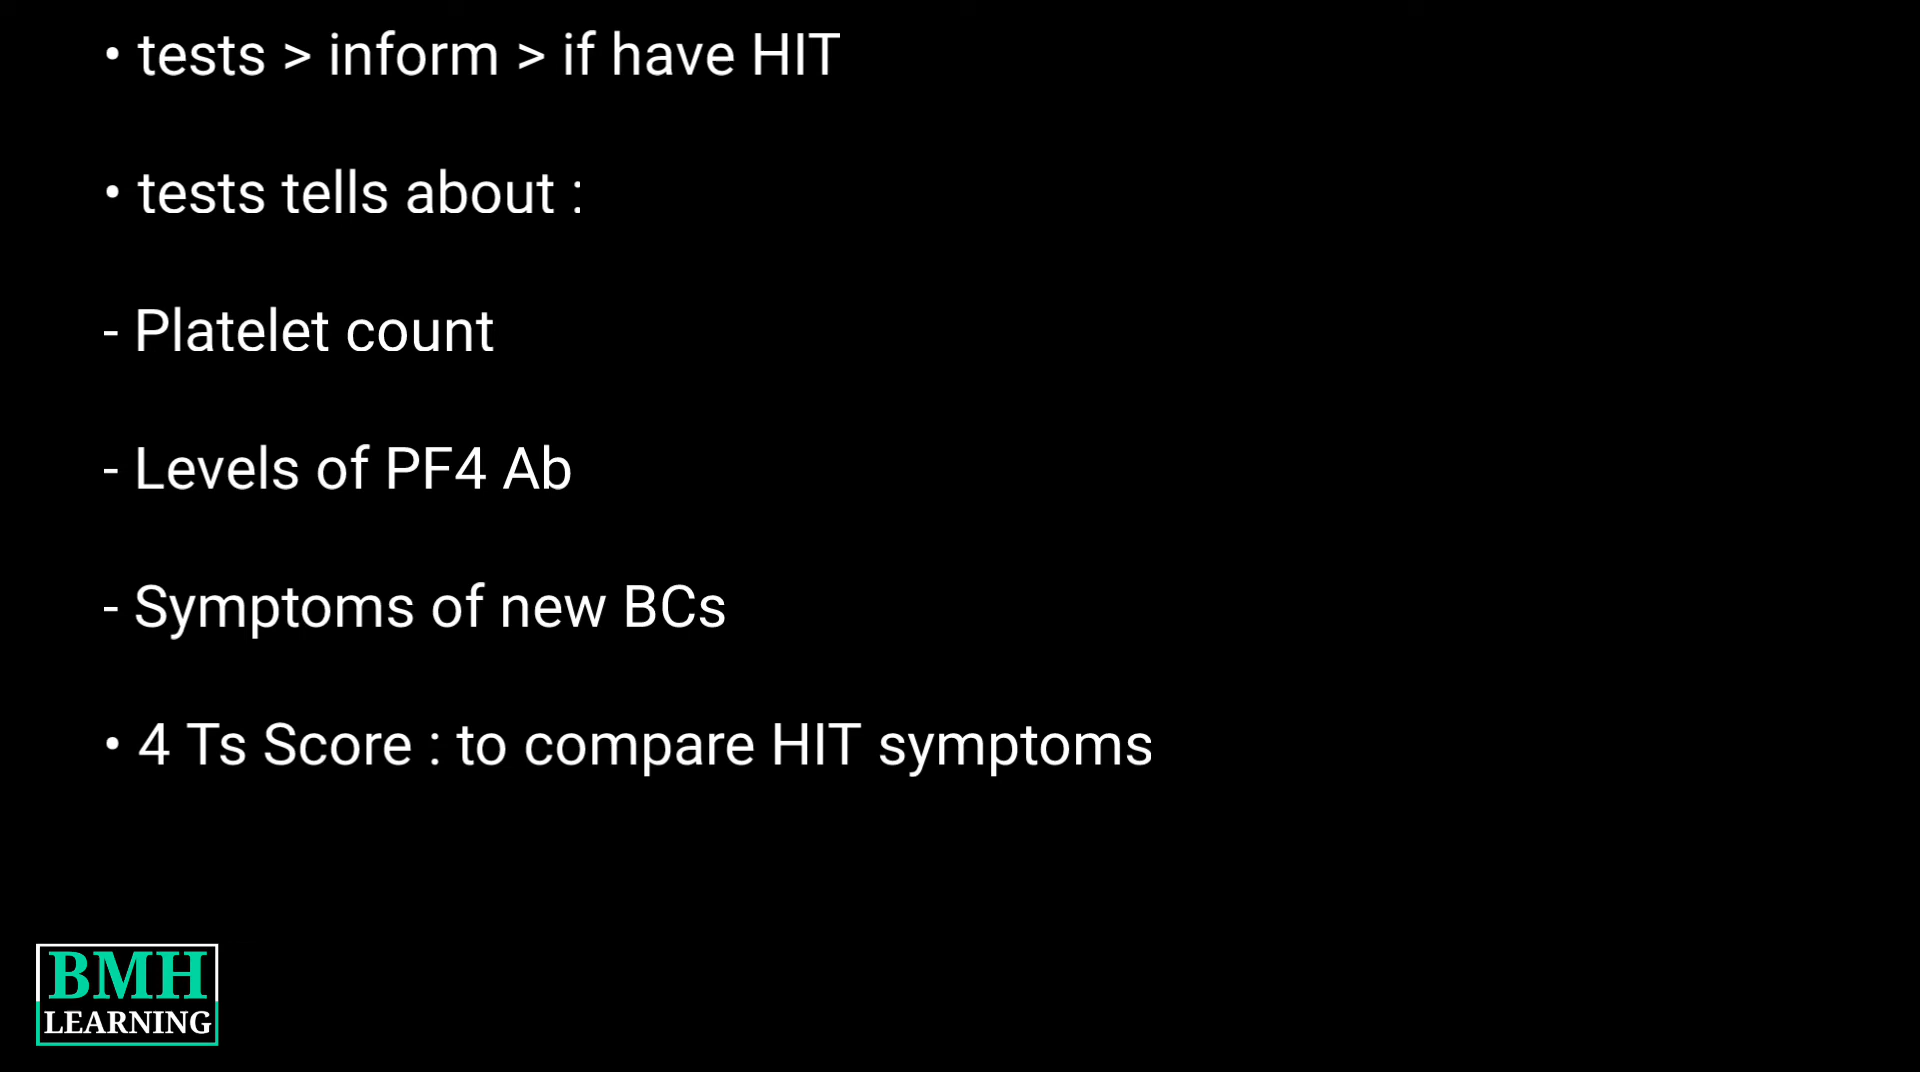 • tests > inform > if have HIT
• tests tells about :
- Platelet count
- Levels of PF4 Ab
- Symptoms of new BCs
• 4 Ts Score : to compare HIT symptoms
BMH
LEARNING